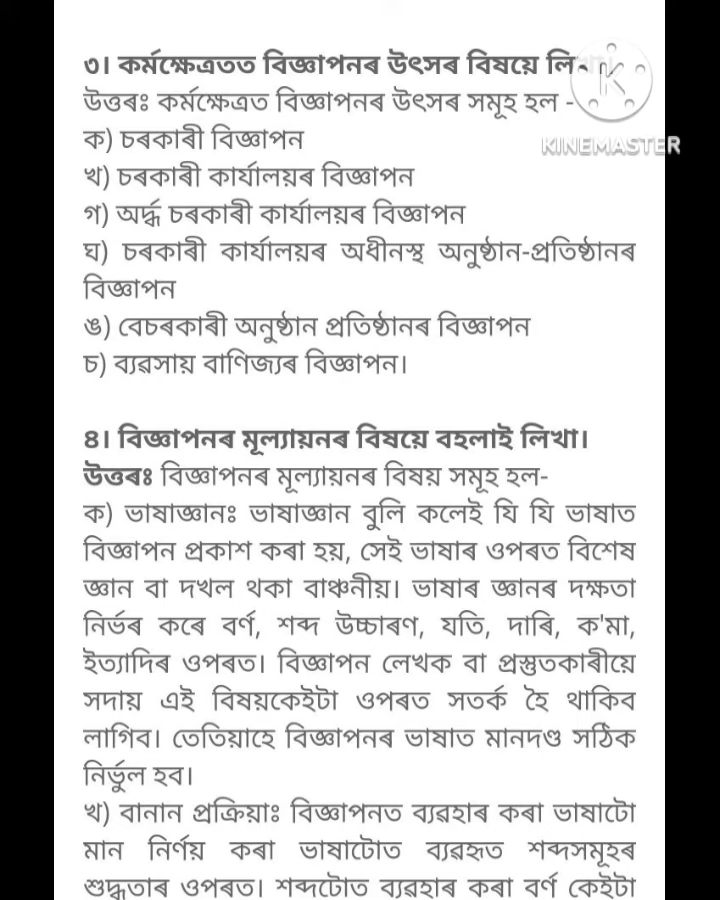 ৩। কৰ্মক্ষেত্ৰতত বিজ্ঞাপনৰ উৎসৰ বিষয়ে
KINEMASTER
উত্তৰঃ কৰ্মক্ষেত্ৰত বিজ্ঞাপনৰ উৎসৰ সমূহ হল -
ক) চৰকাৰী বিজ্ঞাপন
খ) চৰকাৰী কাৰ্যালয়ৰ বিজ্ঞাপন
গ) অৰ্দ্ধ চৰকাৰী কাৰ্যালয়ৰ বিজ্ঞাপন
ঘ) চৰকাৰী কাৰ্যালয়ৰ অধীনস্থ অনুষ্ঠান-প্ৰতিষ্ঠানৰ
বিজ্ঞাপন
ঙ) বেচৰকাৰী অনুষ্ঠান প্ৰতিষ্ঠানৰ বিজ্ঞাপন
চ) ব্যৱসায় বাণিজ্যৰ বিজ্ঞাপন।
৪। বিজ্ঞাপনৰ মূল্যায়নৰ বিষয়ে বহলাই লিখা।
উত্তৰঃ বিজ্ঞাপনৰ মূল্যায়নৰ বিষয় সমূহ হল-
ক) ভাষাজ্ঞানঃ ভাষাজ্ঞান বুলি কলেই যি যি ভাষাত
বিজ্ঞাপন প্ৰকাশ কৰা হয়, সেই ভাষাৰ ওপৰত বিশেষ
জ্ঞান বা দখল থকা বাঞ্চনীয়। ভাষাৰ জ্ঞানৰ দক্ষতা
নিৰ্ভৰ কৰে বৰ্ণ, শব্দ উচ্চাৰণ, যতি, দাৰি, ক'মা,
ইত্যাদিৰ ওপৰত। বিজ্ঞাপন লেখক বা প্ৰস্তুতকাৰীয়ে
সদায় এই বিষয়কেইটা ওপৰত সতৰ্ক হৈ থাকিব
লাগিব। তেতিয়াহে বিজ্ঞাপনৰ ভাষাত মানদণ্ড সঠিক
নিৰ্ভুল হব।
খ) বানান প্ৰক্ৰিয়াঃ বিজ্ঞাপনত ব্যৱহাৰ কৰা ভাষাটো
মান নিৰ্ণয় কৰা ভাষাটোত ব্যৱহৃত শব্দসমূহৰ
শুদ্ধতাৰ ওপৰত। শব্দটোত ব্যৱহাৰ কৰা বৰ্ণ কেইটা